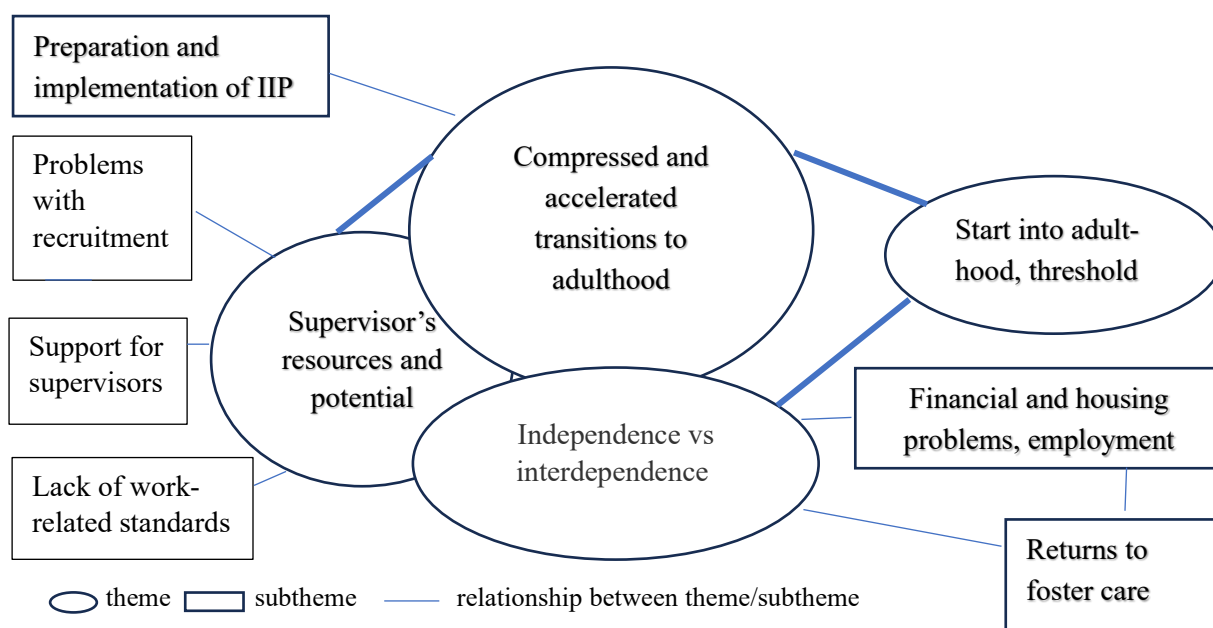 Preparation and
implementation of IIP
Problems
with
recruitment
Support for
supervisors
Lack of work-
related standards
Compressed and
accelerated
transitions to
adulthood
Supervisor’s
resources and
potential
Independence vs
interdependence
Start into adult-
hood, threshold
Financial and housing
problems, employment
Returns to
foster care
theme
subtheme
relationship between theme/subtheme